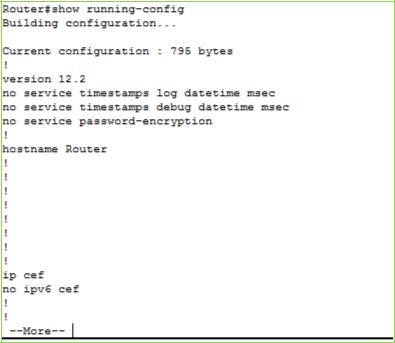 Router#show running-config
Building configuration...
Current configuration : 795 bytes
!
version 12.2
no service timestamps log datetime msec
no service timestamps debug datetime msec
no service password-encryption
!
hostname Router
!
!
!
!
!
!
!
!
ip cef
no ipv6 cef
!
!
--More--